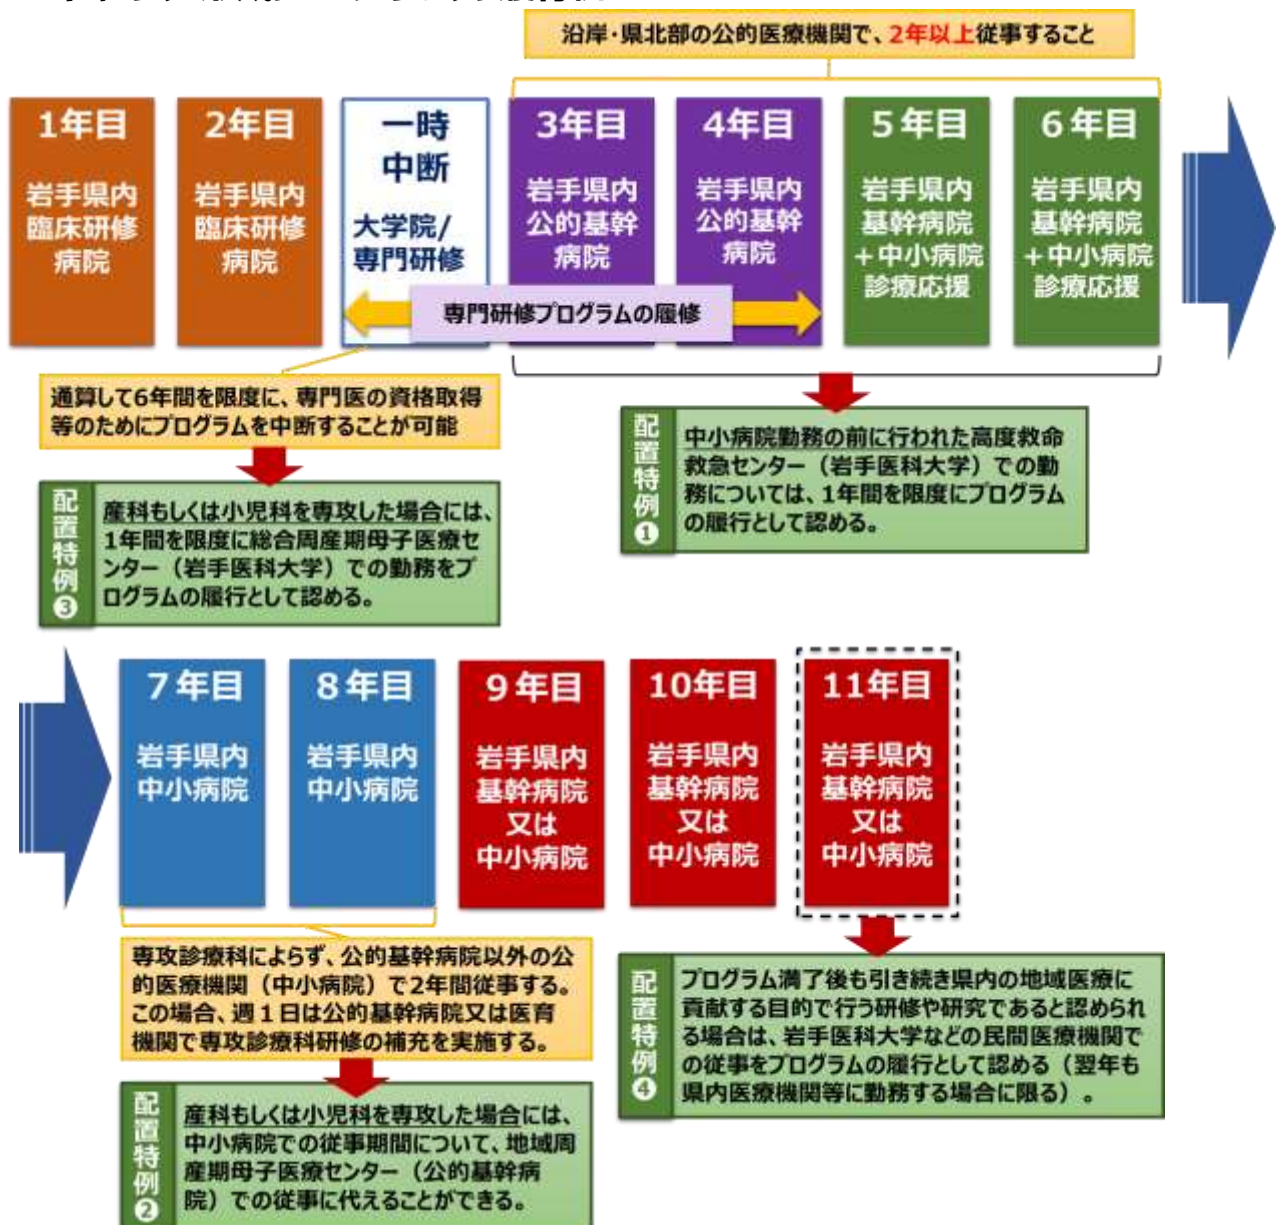 沿岸・県北部の公的医療機関で、2年以上従事すること
1年目
岩手県内
臨床研修
病院
2年目
岩手県内
臨床研修
病院
一時
中断
大学院/
専門研修
3年目
岩手県内
公的基幹
病院
4年目
岩手県内
公的基幹
病院
5年目
岩手県内
基幹病院
+中小病院
診療応援
6年目
岩手県内
基幹病院
+中小病院
診療応援
専門研修プログラムの履修
通算して6年間を限度に、専門医の資格取得
等のためにプログラムを中断することが可能
配置特例❸
産科もしくは小児科を専攻した場合には、
1年間を限度に総合周産期母子医療セ
ンター(岩手医科大学)での勤務をプ
ログラムの履行として認める。
配置特例❶
中小病院勤務の前に行われた高度救命
救急センター(岩手医科大学)での勤
務については、1年間を限度にプログラム
の履行として認める。
7年目
岩手県内
中小病院
8年目
岩手県内
中小病院
9年目
岩手県内
基幹病院
又は
中小病院
10年目
岩手県内
基幹病院
又は
中小病院
11年目
岩手県内
基幹病院
又は
中小病院
専攻診療科によらず、公的基幹病院以外の公
的医療機関(中小病院)で2年間従事する。
この場合、週1日は公的基幹病院又は医育
機関で専攻診療科研修の補充を実施する。
配置特例❷
産科もしくは小児科を専攻した場合には、
中小病院での従事期間について、地域周
産期母子医療センター(公的基幹病
院)での従事に代えることができる。
配置特例❹
プログラム満了後も引き続き県内の地域医療に
貢献する目的で行う研修や研究であると認められ
る場合は、岩手医科大学などの民間医療機関で
の従事をプログラムの履行として認める(翌年も
県内医療機関等に勤務する場合に限る)。